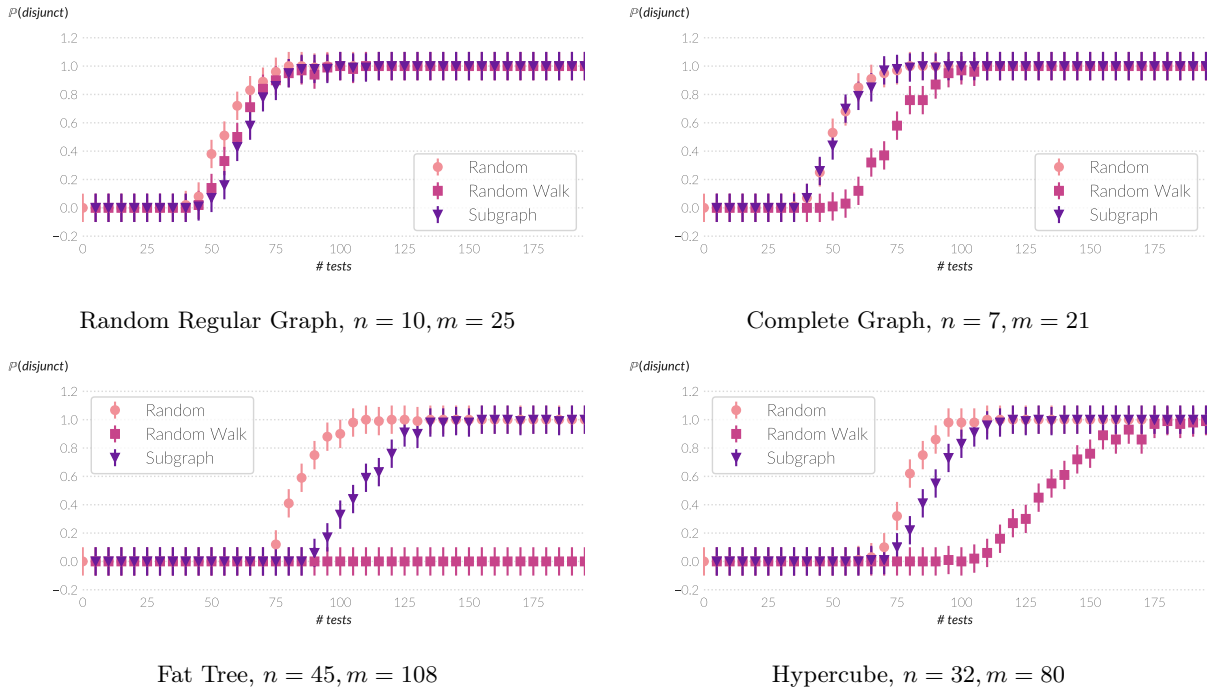 ℙ(disjunct)
1.2
1.0
0.8
0.6
0.4
0.2
0.0
−0.2
0 25 50 75 100 125 150 175
# tests
Random
Random Walk
Subgraph
Random Regular Graph, n = 10, m = 25
ℙ(disjunct)
1.2
1.0
0.8
0.6
0.4
0.2
0.0
−0.2
0 25 50 75 100 125 150 175
# tests
Random
Random Walk
Subgraph
Complete Graph, n = 7, m = 21
ℙ(disjunct)
1.2
1.0
0.8
0.6
0.4
0.2
0.0
−0.2
0 25 50 75 100 125 150 175
# tests
Random
Random Walk
Subgraph
Fat Tree, n = 45, m = 108
ℙ(disjunct)
1.2
1.0
0.8
0.6
0.4
0.2
0.0
−0.2
0 25 50 75 100 125 150 175
# tests
Random
Random Walk
Subgraph
Hypercube, n = 32, m = 80